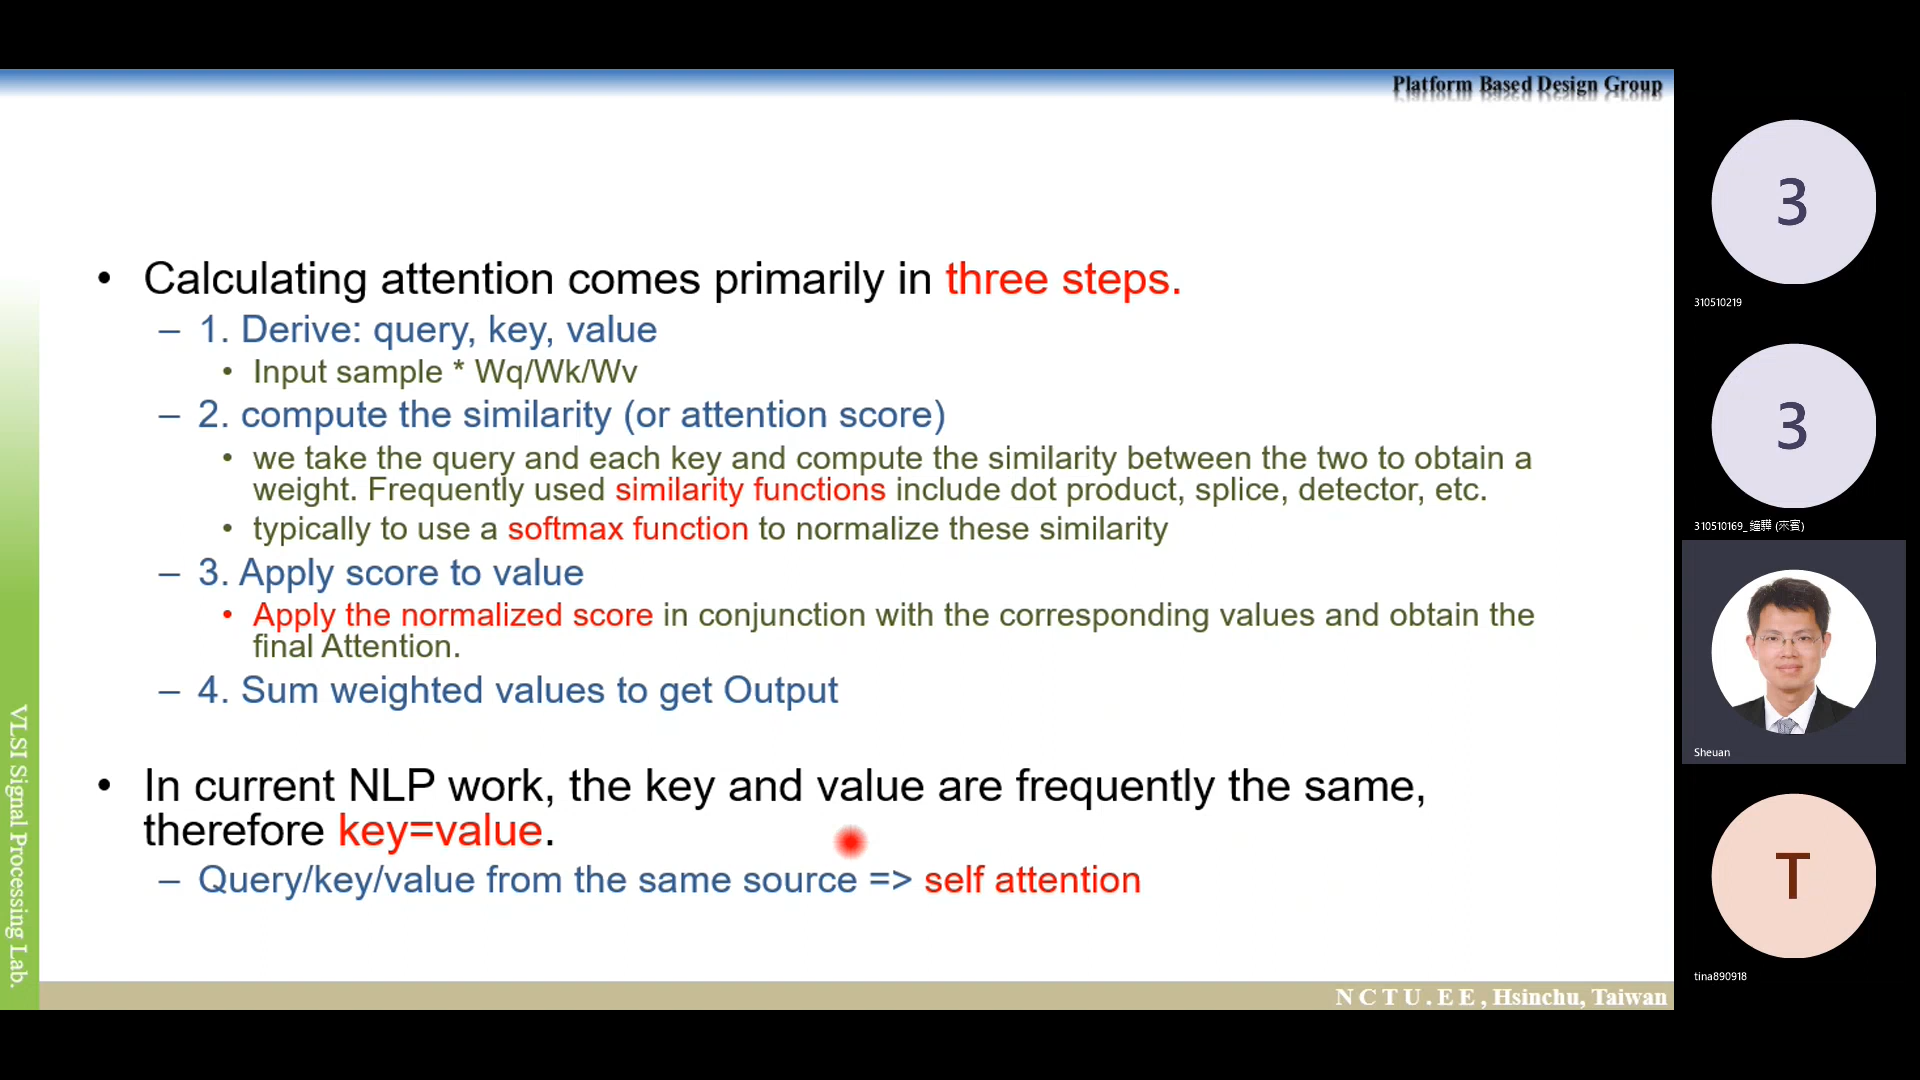 Platform Based Design Group
• Calculating attention comes primarily in three steps.
– 1. Derive: query, key, value
• Input sample * Wq/Wk/Wv
– 2. compute the similarity (or attention score)
• we take the query and each key and compute the similarity between the two to obtain a
weight. Frequently used similarity functions include dot product, splice, detector, etc.
• typically to use a softmax function to normalize these similarity
– 3. Apply score to value
• Apply the normalized score in conjunction with the corresponding values and obtain the
final Attention.
– 4. Sum weighted values to get Output
• In current NLP work, the key and value are frequently the same,
therefore key=value.
– Query/key/value from the same source => self attention
VLSI Signal Processing Lab.
NCTU.EE, Hsinchu, Taiwan
3
310510219
3
310510169_鐘驊 (來賓)
Sheuan
T
tina890918